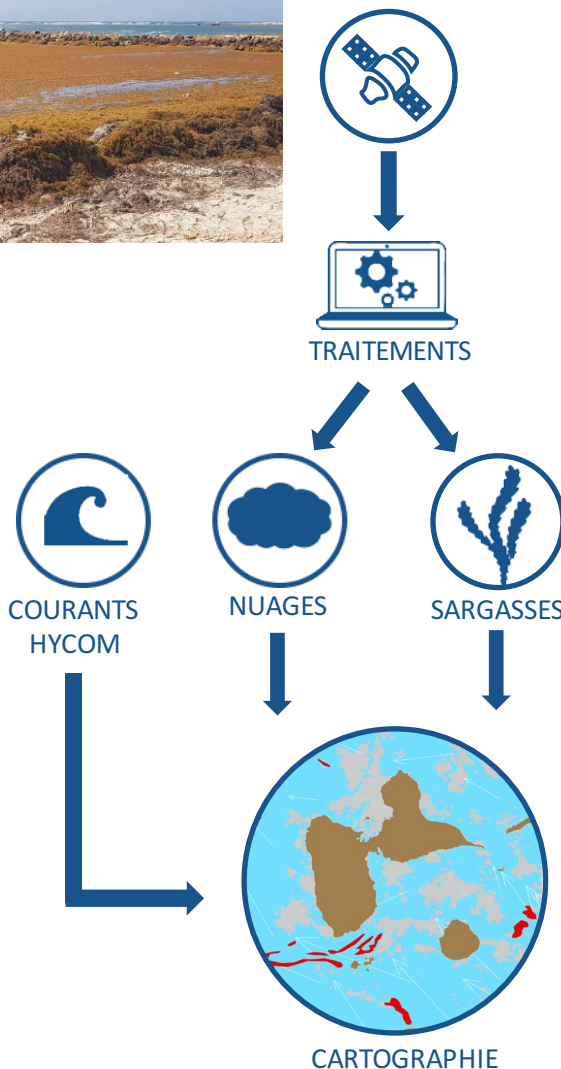 TRAITEMENTS
COURANTS
HYCOM
NUAGES
SARGASSES
CARTOGRAPHIE